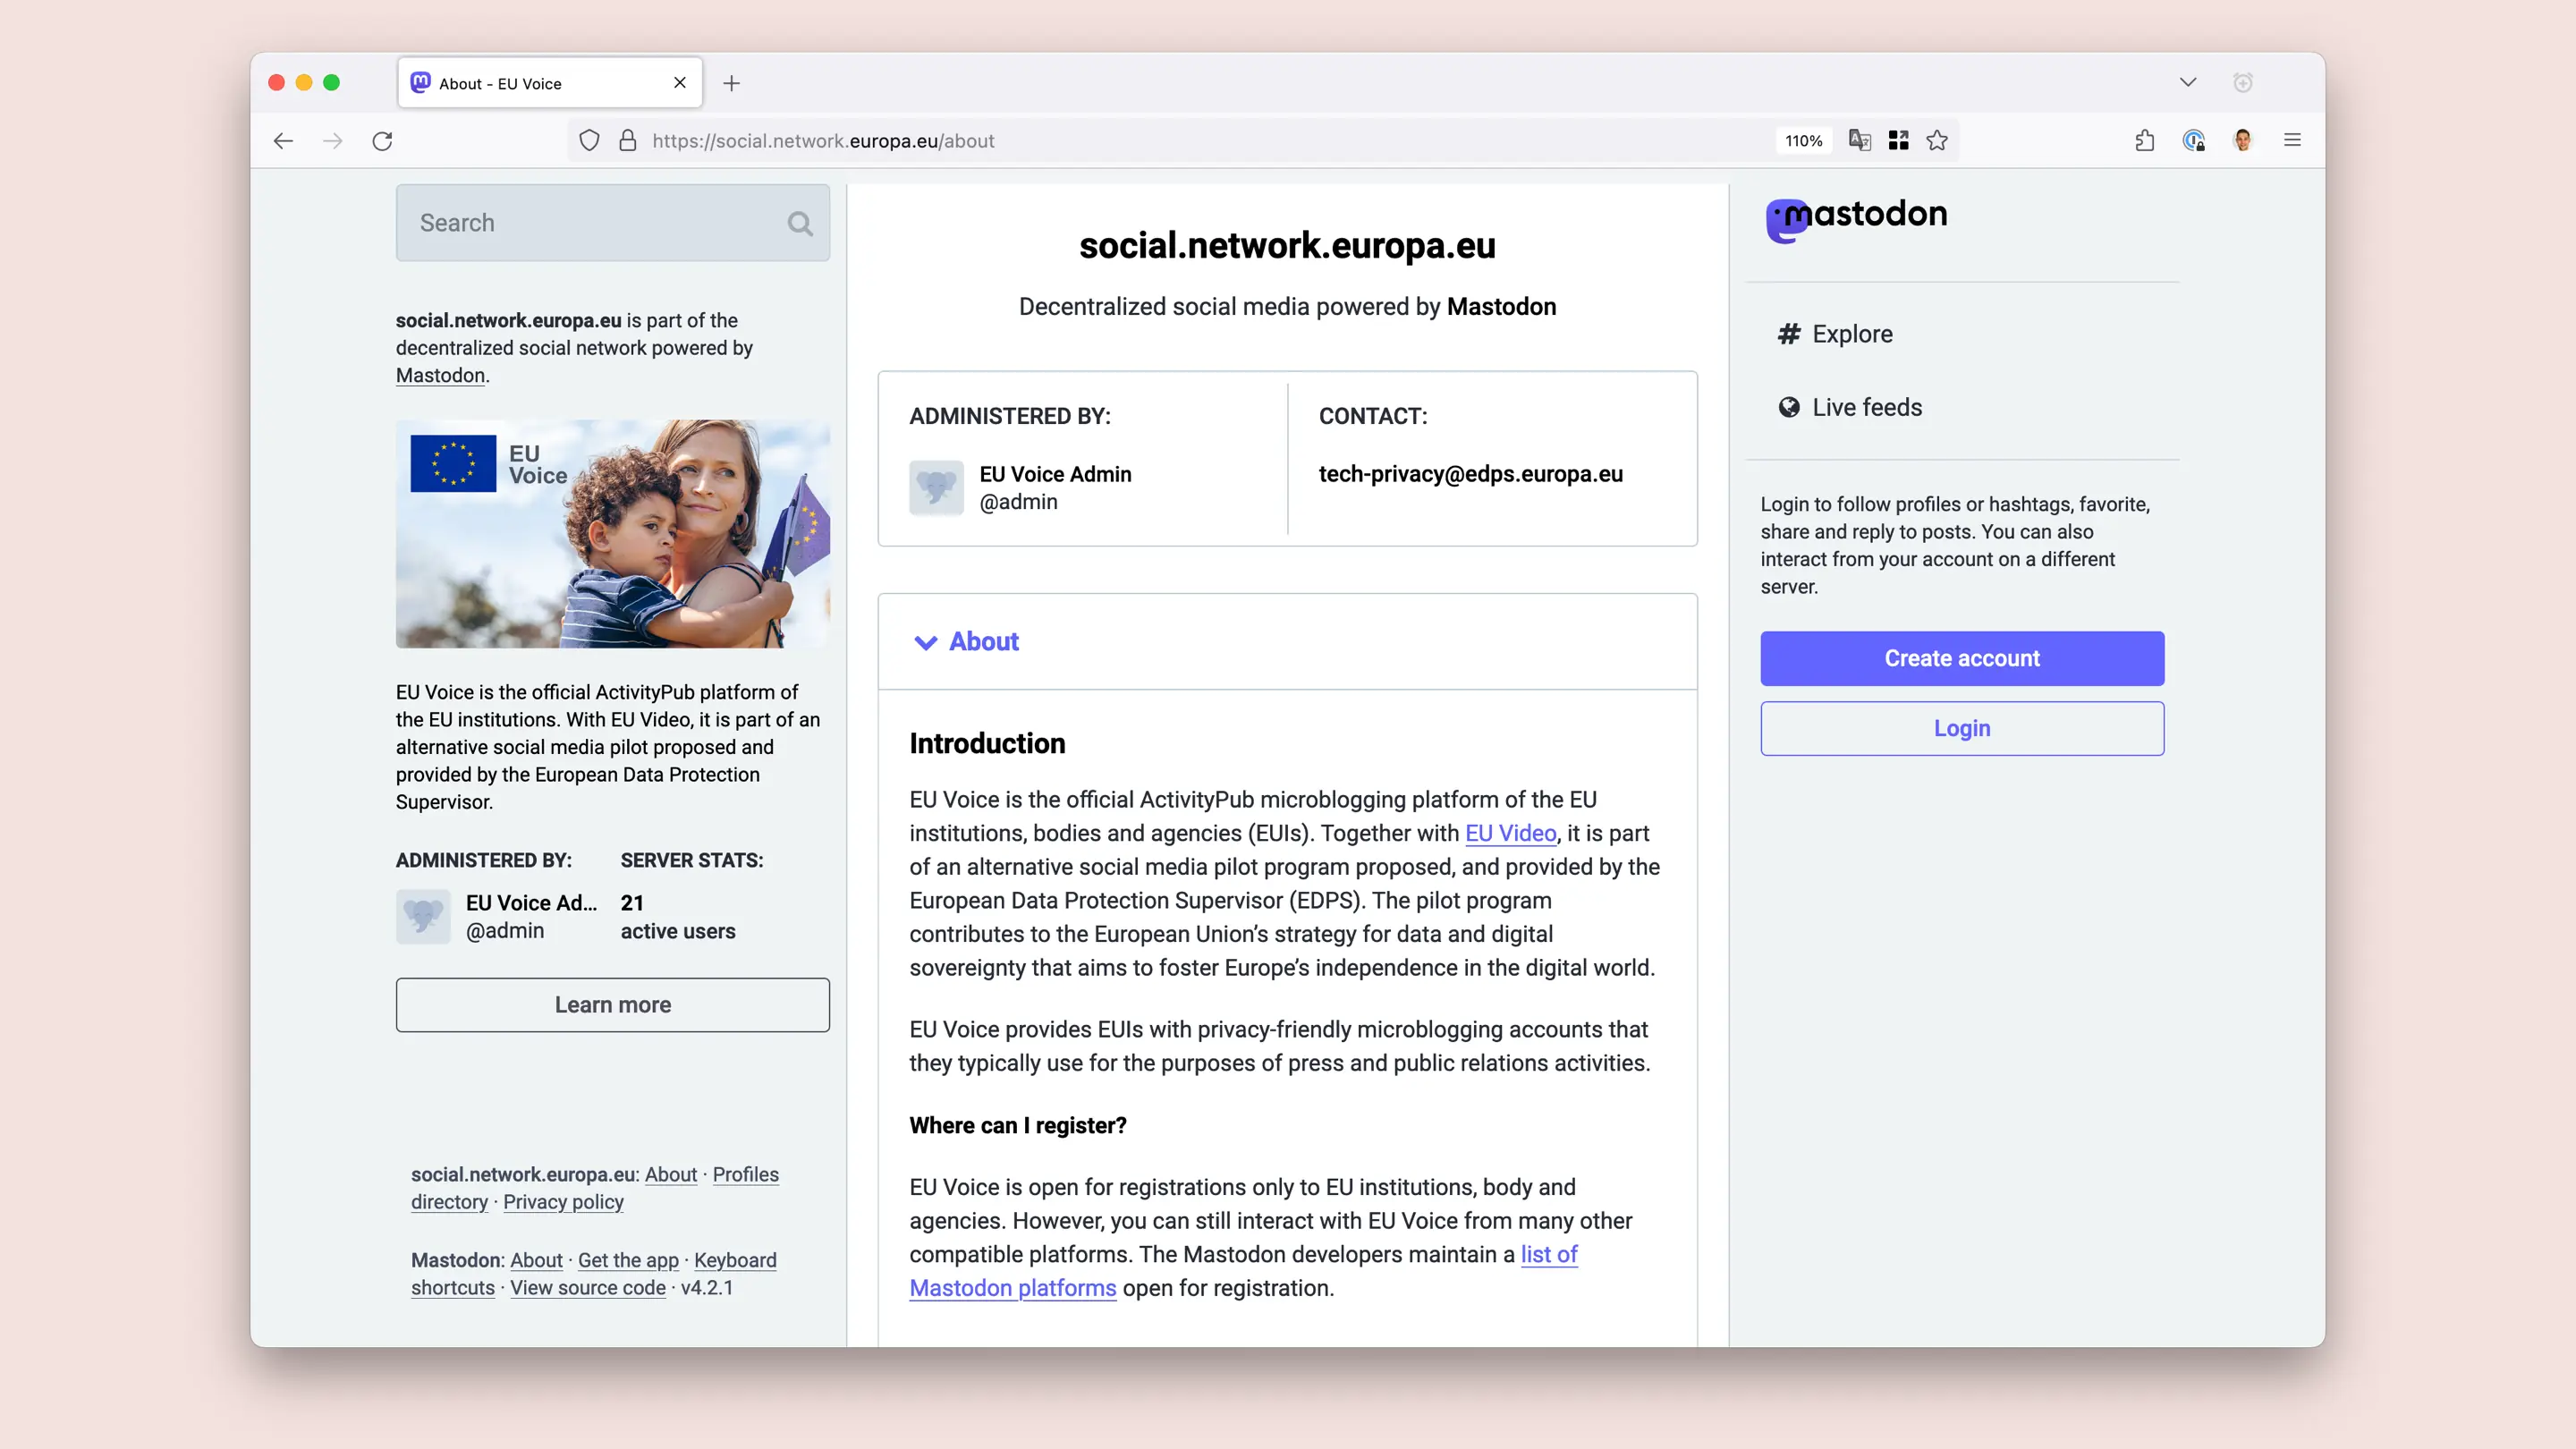 About - EU Voice
https://social.network.europa.eu/about
110%
Search
social.network.europa.eu is part of the
decentralized social network powered by
Mastodon.
EU
Voice
EU Voice is the official ActivityPub platform of
the EU institutions. With EU Video, it is part of an
alternative social media pilot proposed and
provided by the European Data Protection
Supervisor.
ADMINISTERED BY:
EU Voice Ad...
@admin
SERVER STATS:
21
active users
Learn more
social.network.europa.eu: About · Profiles
directory · Privacy policy
Mastodon: About · Get the app · Keyboard
shortcuts · View source code · v4.2.1
social.network.europa.eu
Decentralized social media powered by Mastodon
ADMINISTERED BY:
EU Voice Admin
@admin
CONTACT:
tech-privacy@edps.europa.eu
About
Introduction
EU Voice is the official ActivityPub microblogging platform of the EU
institutions, bodies and agencies (EUIs). Together with EU Video, it is part
of an alternative social media pilot program proposed, and provided by the
European Data Protection Supervisor (EDPS). The pilot program
contributes to the European Union’s strategy for data and digital
sovereignty that aims to foster Europe’s independence in the digital world.
EU Voice provides EUIs with privacy-friendly microblogging accounts that
they typically use for the purposes of press and public relations activities.
Where can I register?
EU Voice is open for registrations only to EU institutions, body and
agencies. However, you can still interact with EU Voice from many other
compatible platforms. The Mastodon developers maintain a list of
Mastodon platforms open for registration.
mastodon
# Explore
Live feeds
Login to follow profiles or hashtags, favorite,
share and reply to posts. You can also
interact from your account on a different
server.
Create account
Login